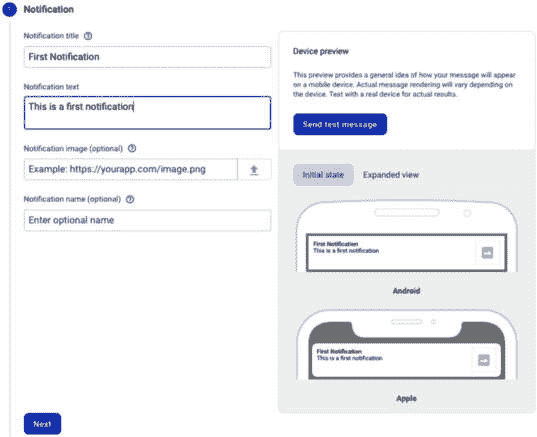 1 Notification
Notification title
First Notification
Notification text
This is a first notification
Notification image (optional)
Example: https://yourapp.com/image.png
Notification name (optional)
Enter optional name
Next
Device preview
This preview provides a general idea of how your message will appear
on a mobile device. Actual message rendering will vary depending on
the device. Test with a real device for actual results.
Send test message
Initial state Expanded view
First Notification
This is a first notification
Android
First Notification
This is a first notification
Apple